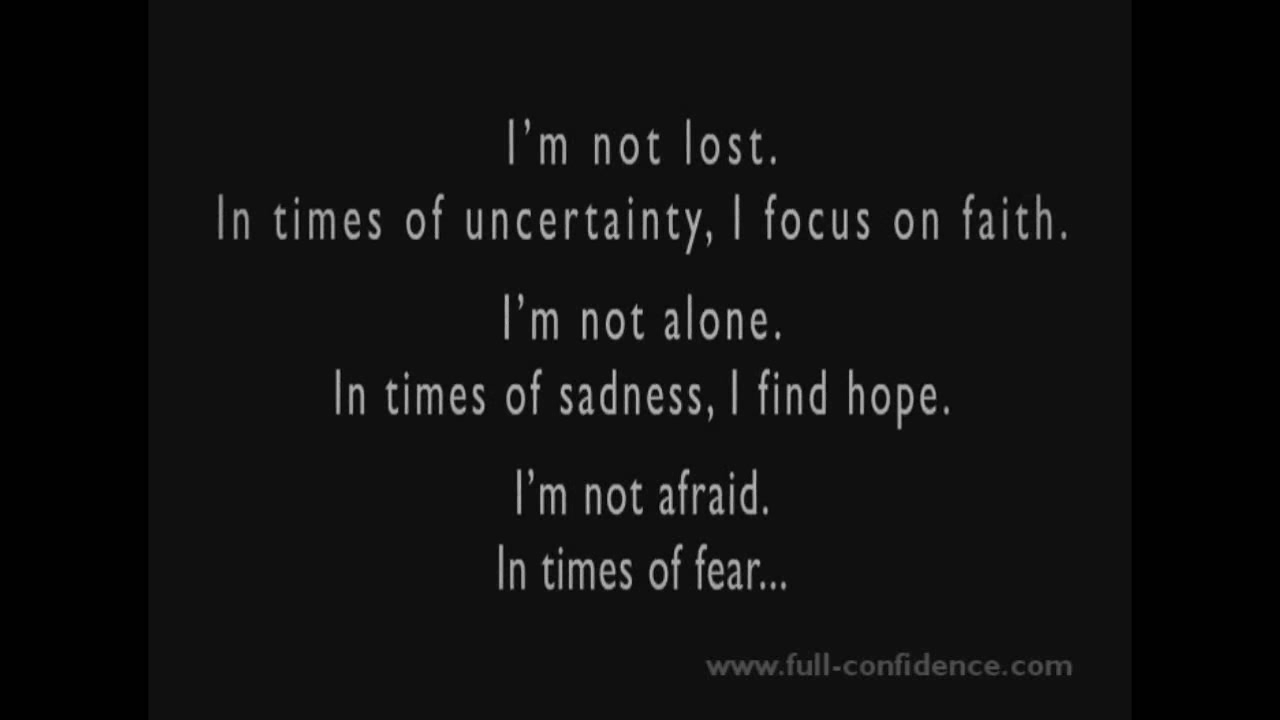 I'm not lost.
In times of uncertainty, I focus on faith.
I'm not alone.
In times of sadness, I find hope.
I'm not afraid.
In times of fear...
www.full-confidence.com